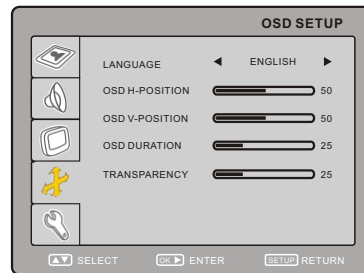 OSD SETUP
LANGUAGE ◀ ENGLISH ▶
OSD H-POSITION 50
OSD V-POSITION 50
OSD DURATION 25
TRANSPARENCY 25
▲▼ SELECT OK ▶ ENTER SETUP RETURN